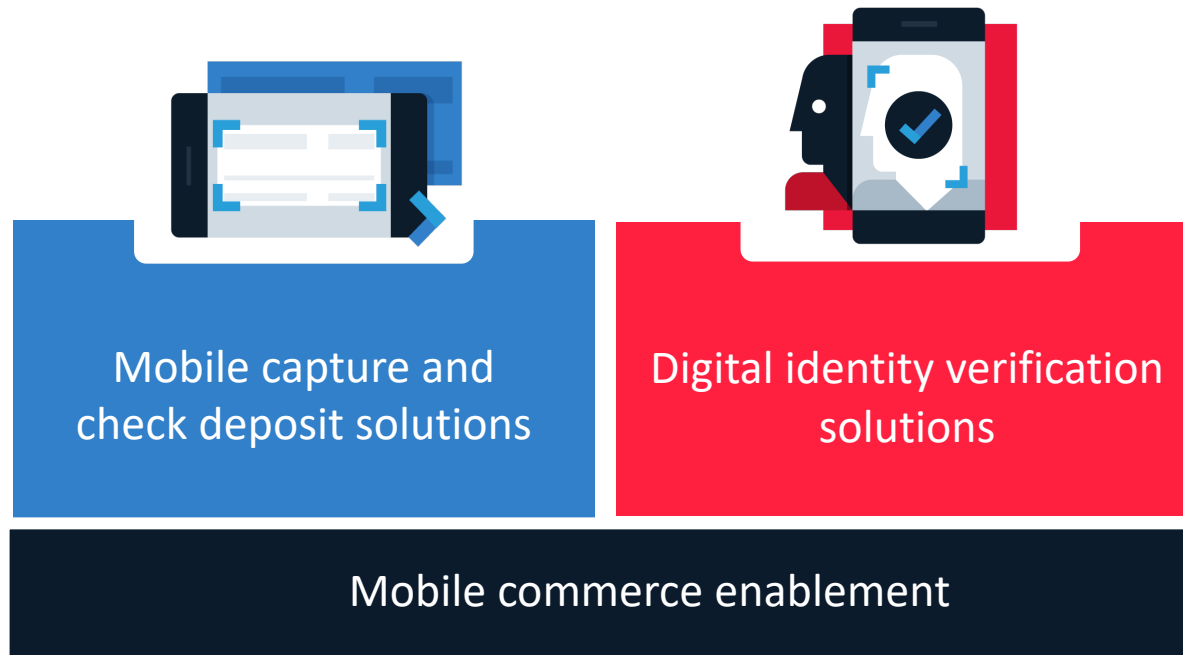 Mobile capture and
check deposit solutions
Digital identity verification
solutions
Mobile commerce enablement